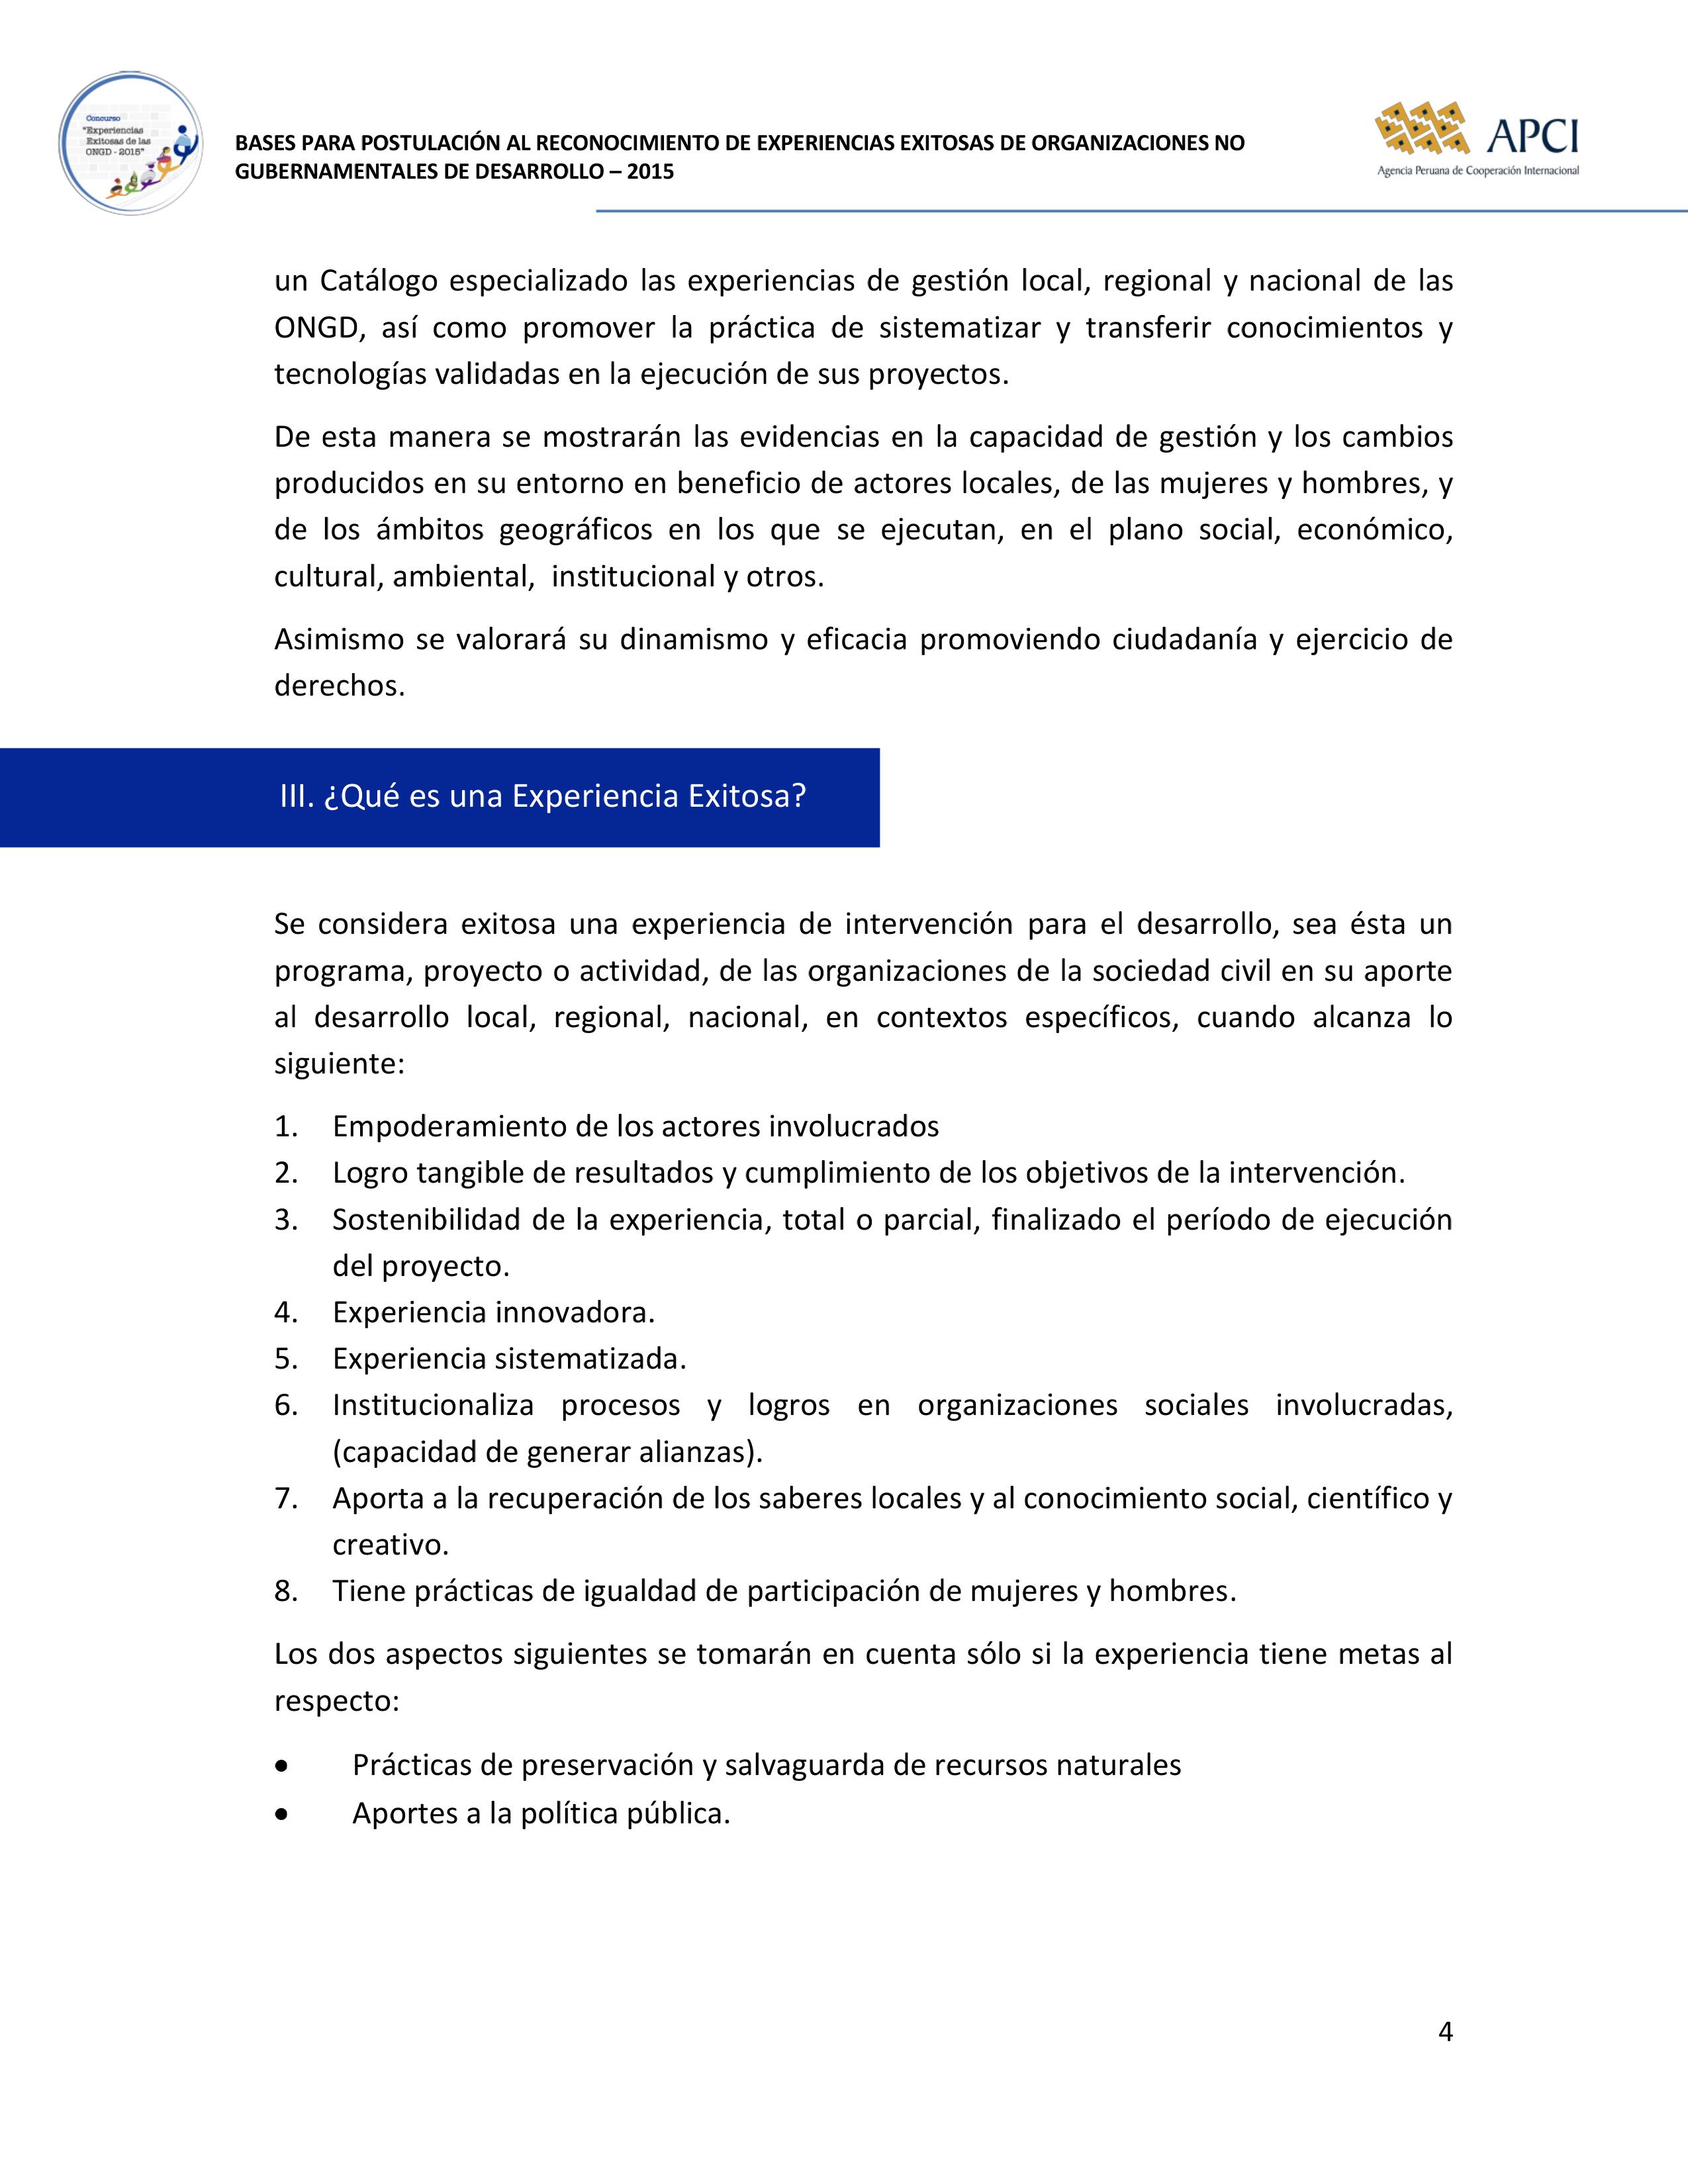 Concurso
"Experiencias
Exitosas de las
ONGD - 2015"
BASES PARA POSTULACIÓN AL RECONOCIMIENTO DE EXPERIENCIAS EXITOSAS DE ORGANIZACIONES NO
GUBERNAMENTALES DE DESARROLLO – 2015
APCI
Agencia Peruana de Cooperación Internacional
un Catálogo especializado las experiencias de gestión local, regional y nacional de las
ONGD, así como promover la práctica de sistematizar y transferir conocimientos y
tecnologías validadas en la ejecución de sus proyectos.
De esta manera se mostrarán las evidencias en la capacidad de gestión y los cambios
producidos en su entorno en beneficio de actores locales, de las mujeres y hombres, y
de los ámbitos geográficos en los que se ejecutan, en el plano social, económico,
cultural, ambiental,  institucional y otros.
Asimismo se valorará su dinamismo y eficacia promoviendo ciudadanía y ejercicio de
derechos.
III. ¿Qué es una Experiencia Exitosa?
Se considera exitosa una experiencia de intervención para el desarrollo, sea ésta un
programa, proyecto o actividad, de las organizaciones de la sociedad civil en su aporte
al desarrollo local, regional, nacional, en contextos específicos, cuando alcanza lo
siguiente:
1. Empoderamiento de los actores involucrados
2. Logro tangible de resultados y cumplimiento de los objetivos de la intervención.
3. Sostenibilidad de la experiencia, total o parcial, finalizado el período de ejecución
del proyecto.
4. Experiencia innovadora.
5. Experiencia sistematizada.
6. Institucionaliza procesos y logros en organizaciones sociales involucradas,
(capacidad de generar alianzas).
7. Aporta a la recuperación de los saberes locales y al conocimiento social, científico y
creativo.
8. Tiene prácticas de igualdad de participación de mujeres y hombres.
Los dos aspectos siguientes se tomarán en cuenta sólo si la experiencia tiene metas al
respecto:
• Prácticas de preservación y salvaguarda de recursos naturales
• Aportes a la política pública.
4